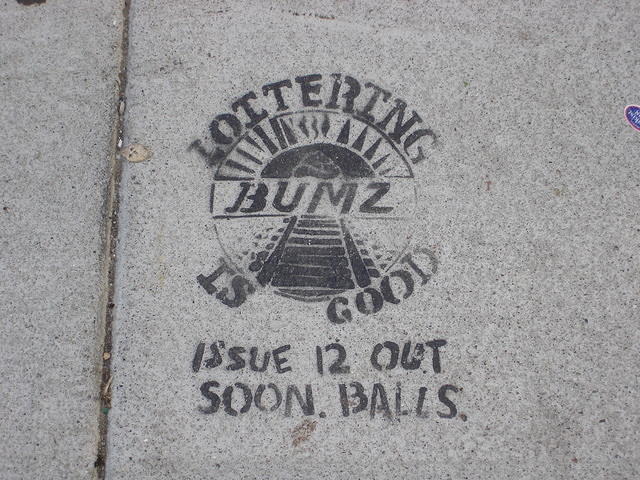 LOITERING
BUMZ
IS GOOD
ISSUE 12 OUT
SOON. BALLS.